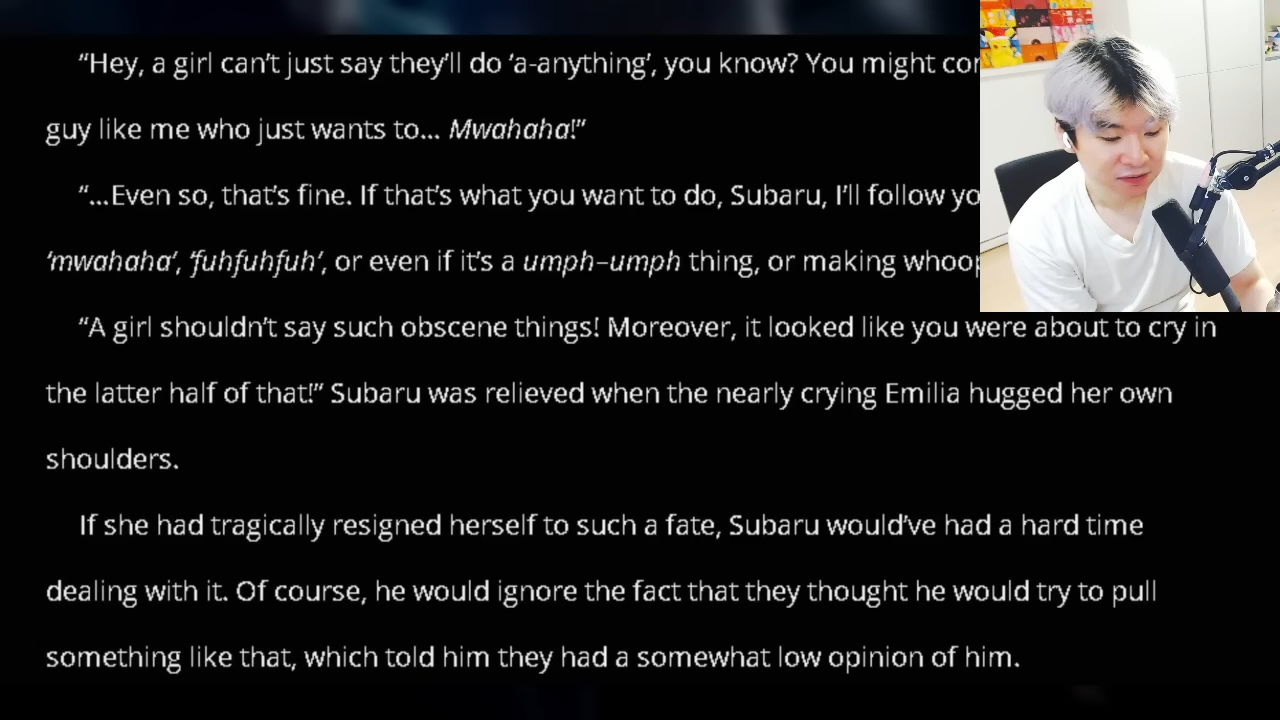 “Hey, a girl can’t just say they’ll do ‘a-anything’, you know? You might
guy like me who just wants to... Mwahaha!”
“...Even so, that’s fine. If that’s what you want to do, Subaru, I’ll follow
‘mwahaha’, ‘fuhfuhfuh’, or even if it’s a umph–umph thing, or making
“A girl shouldn’t say such obscene things! Moreover, it looked like you were about to cry in
the latter half of that!” Subaru was relieved when the nearly crying Emilia hugged her own
shoulders.
If she had tragically resigned herself to such a fate, Subaru would’ve had a hard time
dealing with it. Of course, he would ignore the fact that they thought he would try to pull
something like that, which told him they had a somewhat low opinion of him.